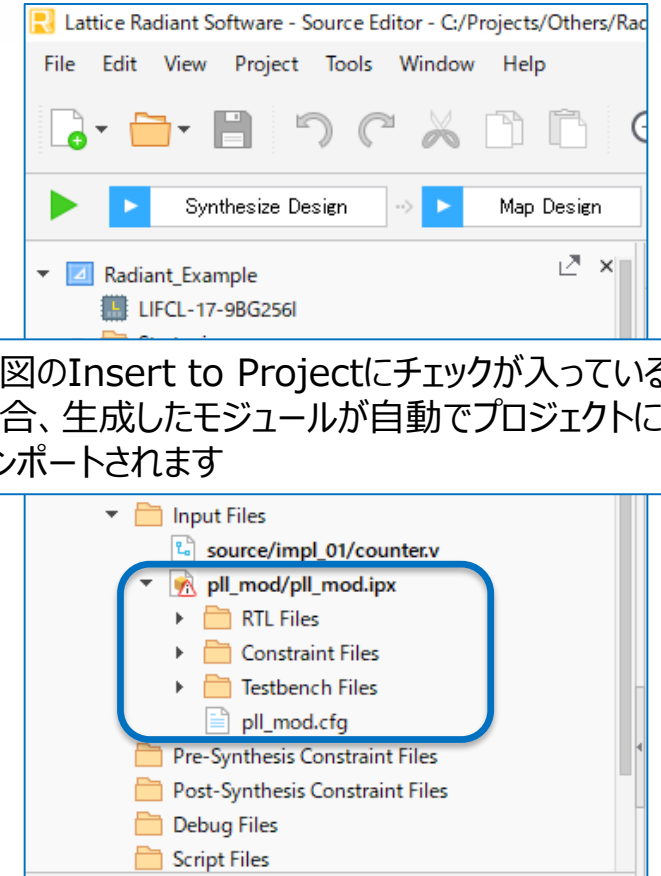 Lattice Radiant Software - Source Editor - C:/Projects/Others/Rad
File Edit View Project Tools Window Help
Synthesize Design Map Design
Radiant_Example
LIFCL-17-9BG256I
図のInsert to Projectにチェックが入っている
合、生成したモジュールが自動でプロジェクトに
ンポートされます
Input Files
source/impl_01/counter.v
pll_mod/pll_mod.ipx
RTL Files
Constraint Files
Testbench Files
pll_mod.cfg
Pre-Synthesis Constraint Files
Post-Synthesis Constraint Files
Debug Files
Script Files